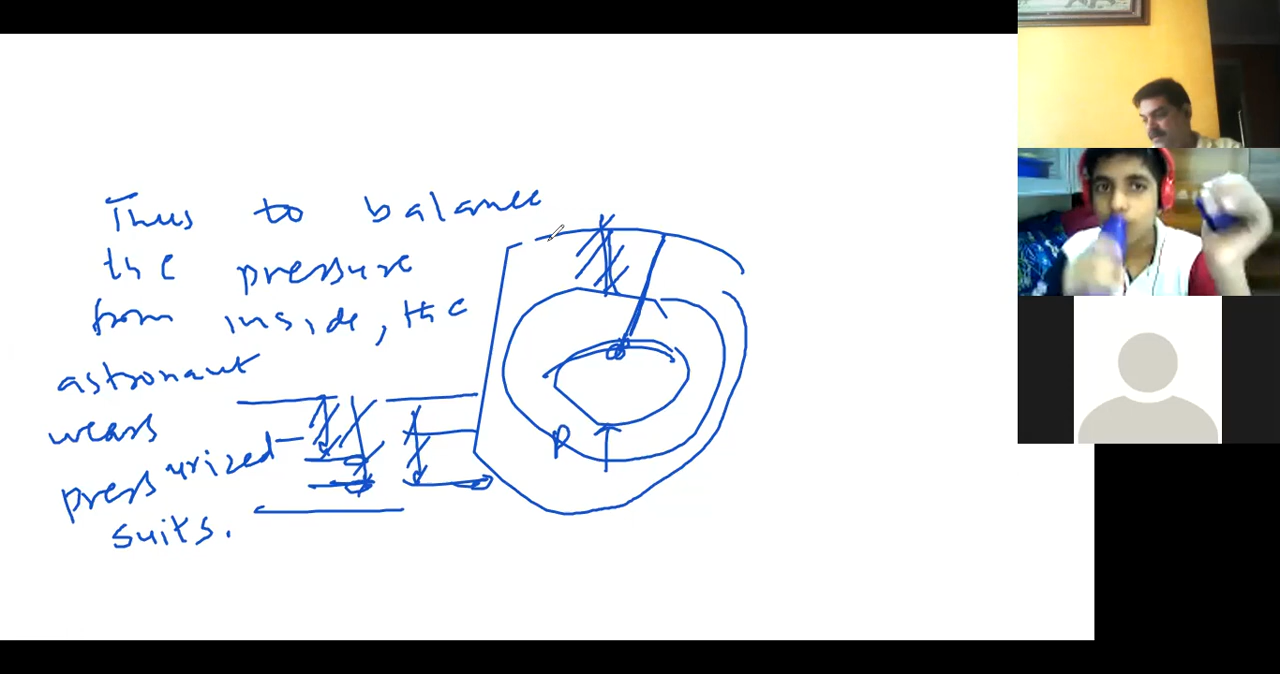 Thus to balance
the pressure
from inside, the
astronaut
wears
pressurized
suits.
P